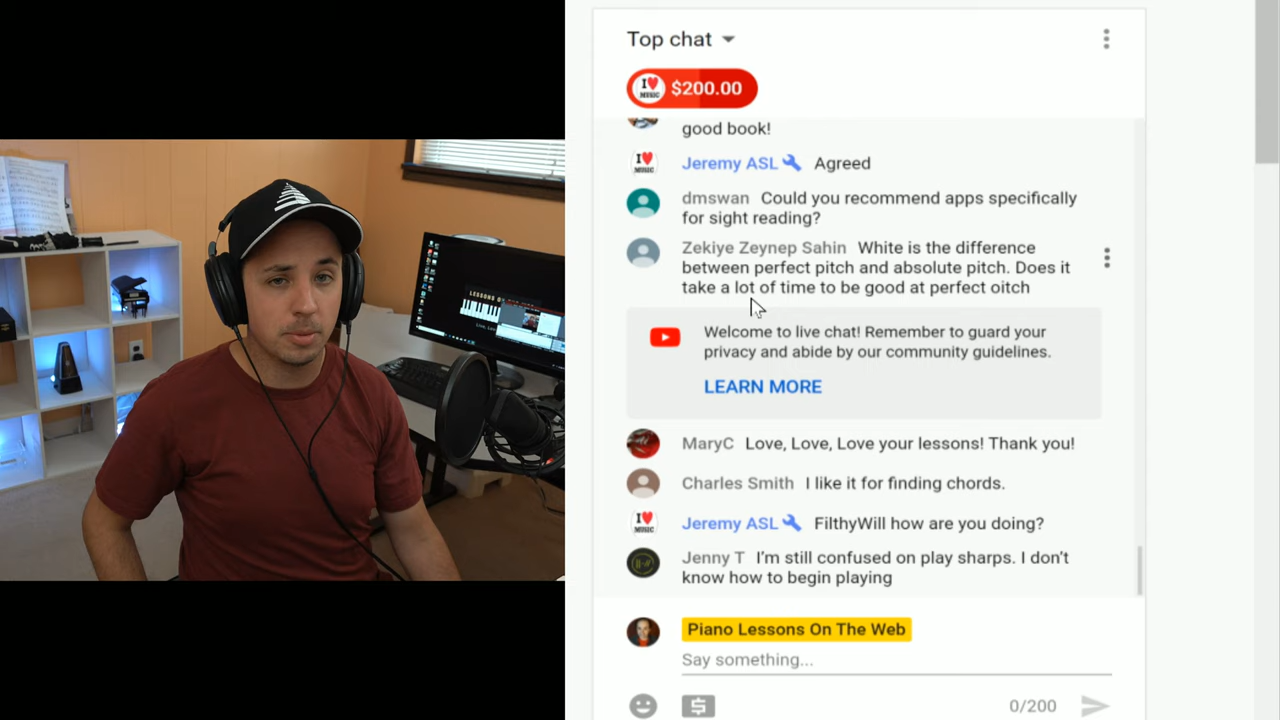 Top chat
I MUSIC $200.00
good book!
I MUSIC Jeremy ASL Agreed
dmswan Could you recommend apps specifically
for sight reading?
Zekiye Zeynep Sahin White is the difference
between perfect pitch and absolute pitch. Does it
take a lot of time to be good at perfect oitch
Welcome to live chat! Remember to guard your
privacy and abide by our community guidelines.
LEARN MORE
MaryC Love, Love, Love your lessons! Thank you!
Charles Smith I like it for finding chords.
I MUSIC Jeremy ASL FilthyWill how are you doing?
Jenny T I'm still confused on play sharps. I don't
know how to begin playing
Piano Lessons On The Web
Say something...
$ 0/200